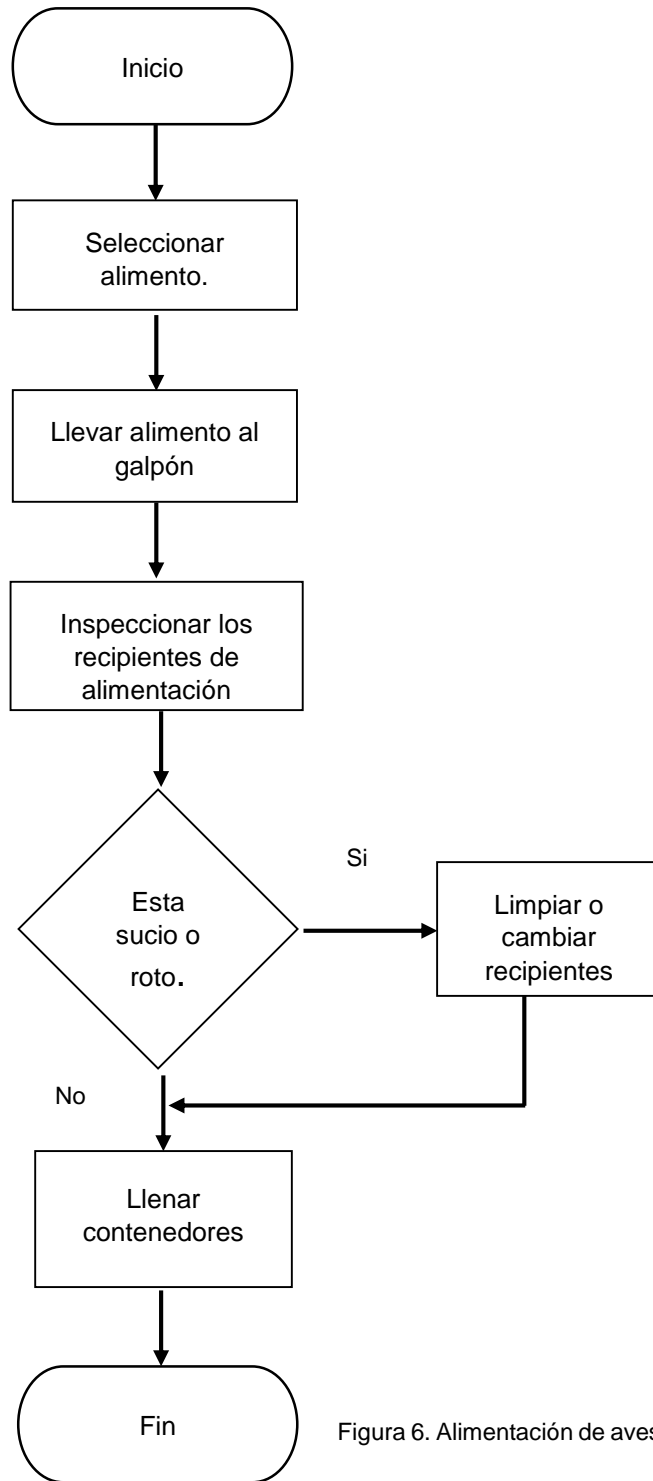 Inicio
Seleccionar
alimento.
Llevar alimento al
galpón
Inspeccionar los
recipientes de
alimentación
Esta
sucio o
roto.
Si
Limpiar o
cambiar
recipientes
No
Llenar
contenedores
Fin
Figura 6. Alimentación de aves